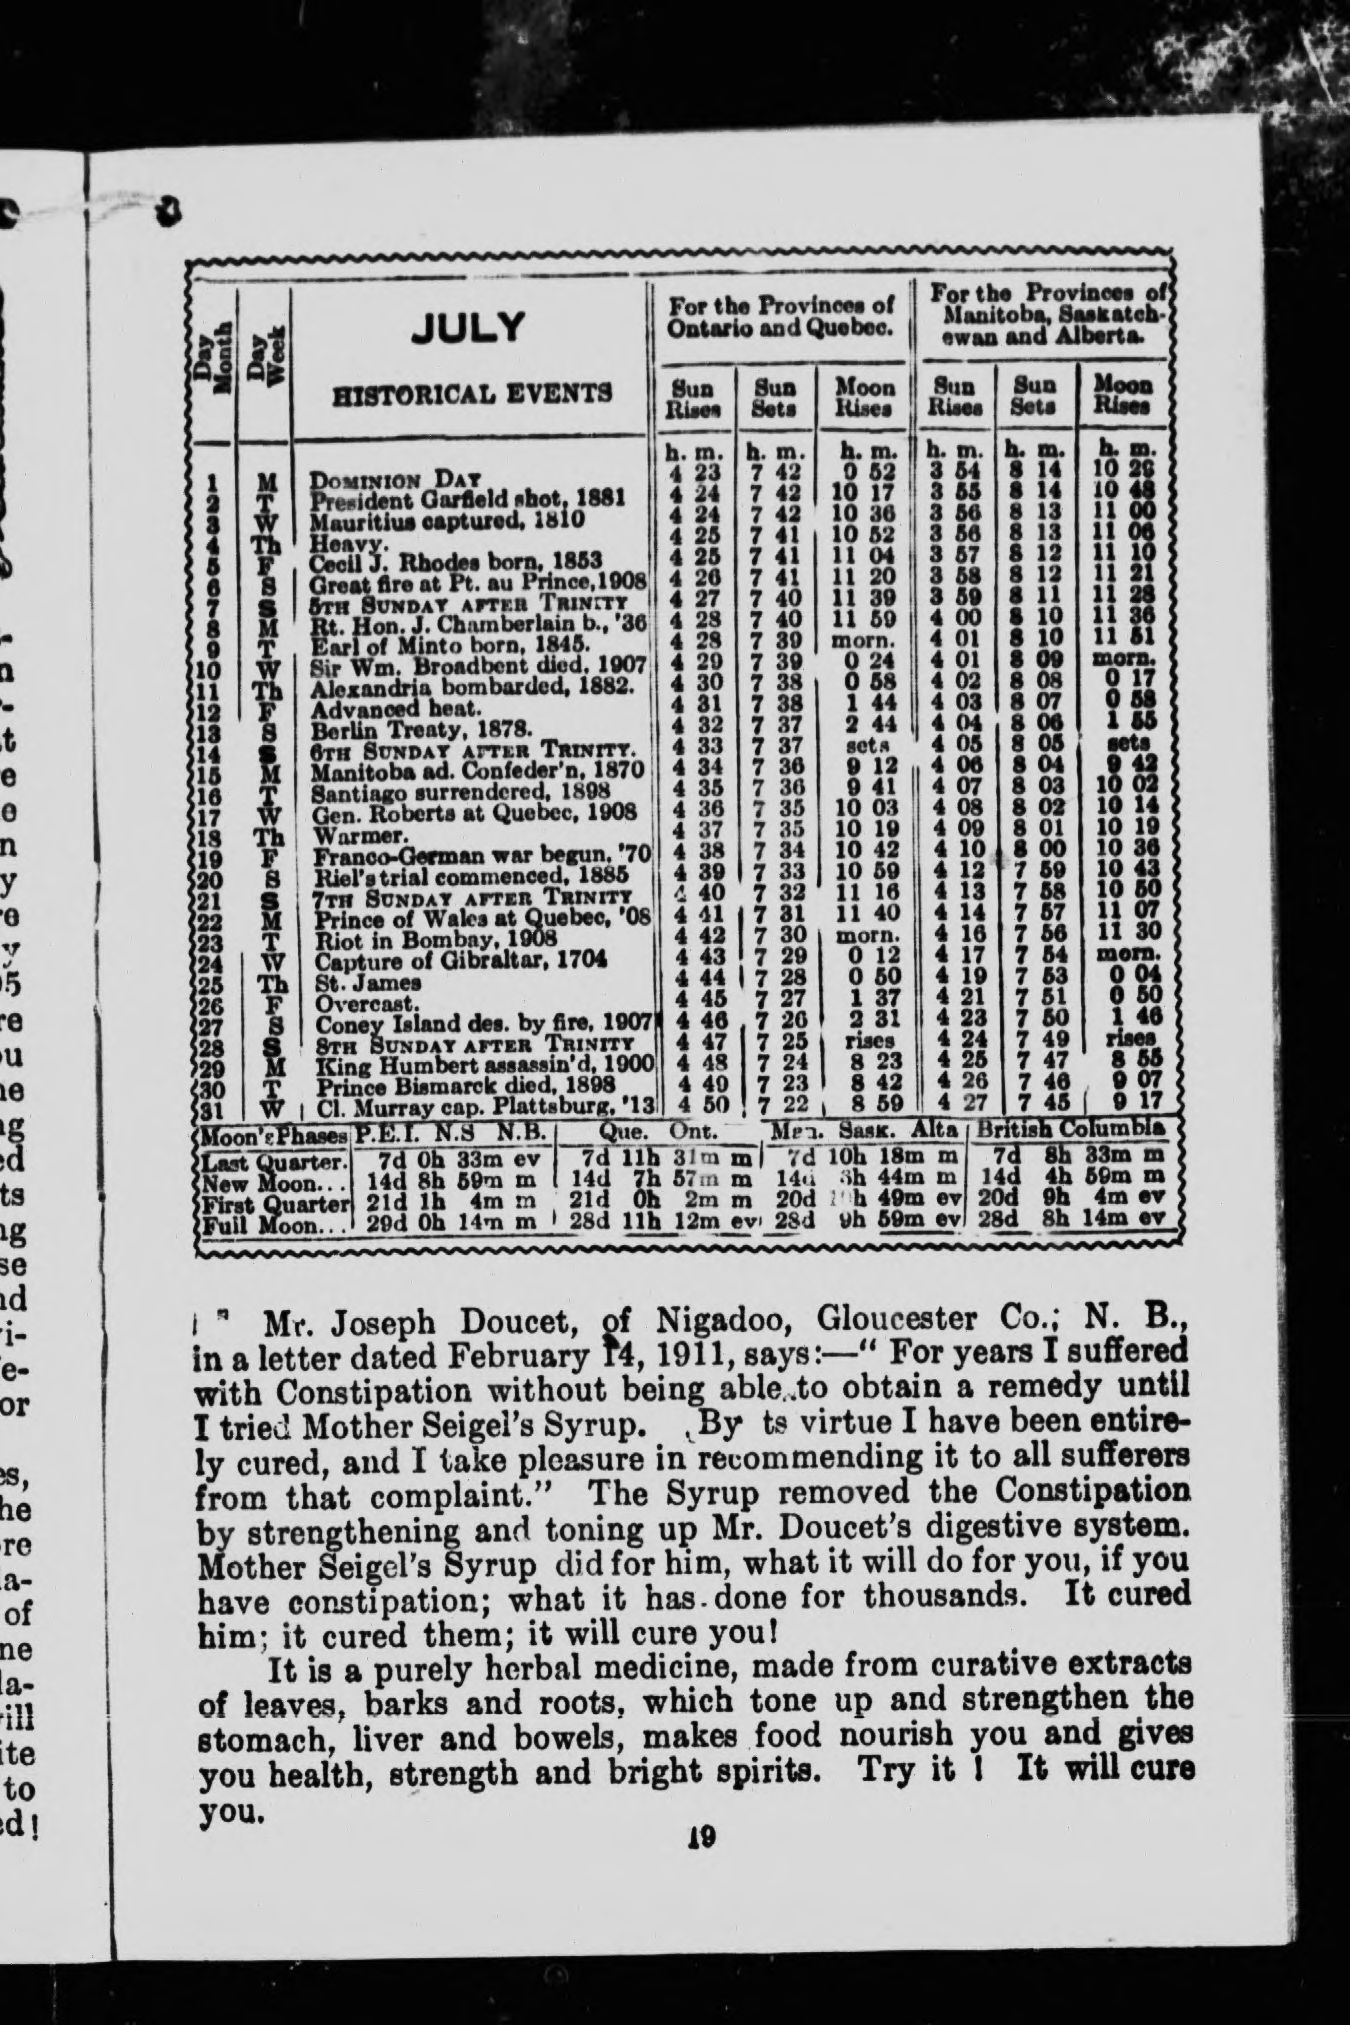 Day Month
Day Week
JULY
HISTORICAL EVENTS
For the Provinces of Ontario and Quebec.
For the Provinces of Manitoba, Saskatchewan and Alberta.
Sun Rises Sun Sets Moon Rises Sun Rises Sun Sets Moon Rises
h. m. h. m. h. m. h. m. h. m. h. m.
1 M DOMINION DAY 4 23 7 42 0 52 3 54 8 14 10 29
2 T President Garfield shot, 1881 4 24 7 42 10 17 3 55 8 14 10 48
3 W Mauritius captured, 1810 4 24 7 42 10 36 3 56 8 13 11 00
4 Th Heavy. 4 25 7 41 10 52 3 56 8 13 11 06
5 F Cecil J. Rhodes born, 1853 4 25 7 41 11 04 3 57 8 12 11 10
6 S Great fire at Pt. au Prince, 1908 4 26 7 41 11 20 3 58 8 12 11 21
7 S 5TH SUNDAY AFTER TRINITY 4 27 7 40 11 39 3 59 8 11 11 28
8 M Rt. Hon. J. Chamberlain b., '36 4 28 7 40 11 59 4 00 8 10 11 36
9 T Earl of Minto born, 1845. 4 28 7 39 morn. 4 01 8 10 11 51
10 W Sir Wm. Broadbent died, 1907 4 29 7 39 0 24 4 01 8 09 morn.
11 Th Alexandria bombarded, 1882. 4 30 7 38 0 58 4 02 8 08 0 17
12 F Advanced heat. 4 31 7 38 1 44 4 03 8 07 0 58
13 S Berlin Treaty, 1878. 4 32 7 37 2 44 4 04 8 06 1 55
14 S 6TH SUNDAY AFTER TRINITY. 4 33 7 37 sets 4 05 8 05 sets
15 M Manitoba ad. Confeder'n, 1870 4 34 7 36 9 12 4 06 8 04 9 42
16 T Santiago surrendered, 1898 4 35 7 36 9 41 4 07 8 03 10 02
17 W Gen. Roberts at Quebec, 1908 4 36 7 35 10 03 4 08 8 02 10 14
18 Th Warmer. 4 37 7 35 10 19 4 09 8 01 10 19
19 F Franco-German war begun, '70 4 38 7 34 10 42 4 10 8 00 10 36
20 S Riel's trial commenced, 1885 4 39 7 33 10 59 4 12 7 59 10 43
21 S 7TH SUNDAY AFTER TRINITY 4 40 7 32 11 16 4 13 7 58 10 50
22 M Prince of Wales at Quebec, '08 4 41 7 31 11 40 4 14 7 57 11 07
23 T Riot in Bombay, 1908 4 42 7 30 morn. 4 16 7 56 11 30
24 W Capture of Gibraltar, 1704 4 43 7 29 0 12 4 17 7 54 morn.
25 Th St. James 4 44 7 28 0 50 4 19 7 53 0 04
26 F Overcast. 4 45 7 27 1 37 4 21 7 51 0 50
27 S Coney Island des. by fire, 1907 4 46 7 26 2 31 4 23 7 50 1 46
28 S 8TH SUNDAY AFTER TRINITY 4 47 7 25 rises 4 24 7 49 rises
29 M King Humbert assassin'd, 1900 4 48 7 24 8 23 4 25 7 47 8 55
30 T Prince Bismarck died, 1898 4 49 7 23 8 42 4 26 7 46 9 07
31 W Cl. Murray cap. Plattsburg, '13 4 50 7 22 8 59 4 27 7 45 9 17
Moon's Phases P.E.I. N.S N.B. Que. Ont. Man. Sask. Alta British Columbia
Last Quarter. 7d 0h 33m ev 7d 11h 31m m 7d 10h 18m m 7d 8h 33m m
New Moon... 14d 8h 59m m 14d 7h 57m m 14d 3h 44m m 14d 4h 59m m
First Quarter 21d 1h 4m m 21d 0h 2m m 20d h 49m ev 20d 9h 4m ev
Full Moon... 29d 0h 14m m 28d 11h 12m ev 28d 9h 59m ev 28d 8h 14m ev
Mr. Joseph Doucet, of Nigadoo, Gloucester Co.; N. B.,
in a letter dated February 14, 1911, says:—“ For years I suffered
with Constipation without being able to obtain a remedy until
I tried Mother Seigel's Syrup. By ts virtue I have been entire-
ly cured, and I take pleasure in recommending it to all sufferers
from that complaint.” The Syrup removed the Constipation
by strengthening and toning up Mr. Doucet's digestive system.
Mother Seigel's Syrup did for him, what it will do for you, if you
have constipation; what it has done for thousands. It cured
him; it cured them; it will cure you!
It is a purely herbal medicine, made from curative extracts
of leaves, barks and roots, which tone up and strengthen the
stomach, liver and bowels, makes food nourish you and gives
you health, strength and bright spirits. Try it ! It will cure
you.
19